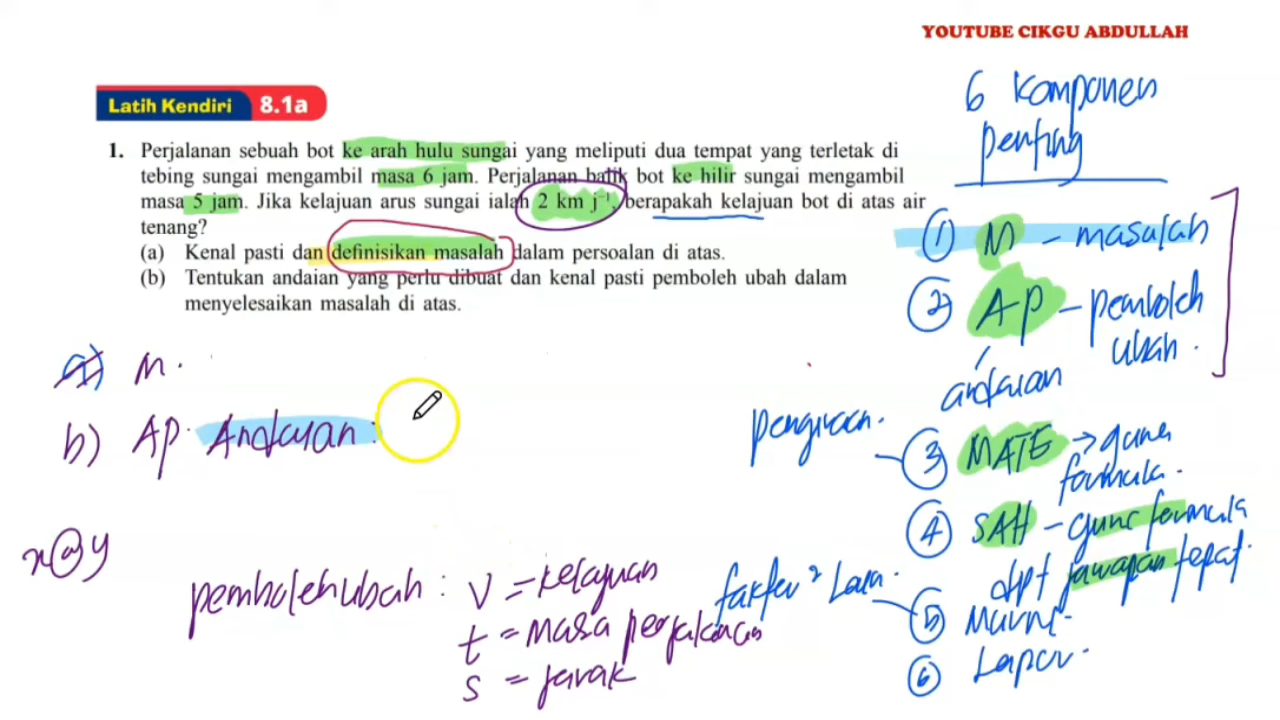 YOUTUBE CIKGU ABDULLAH
Latih Kendiri 8.1a
1. Perjalanan sebuah bot ke arah hulu sungai yang meliputi dua tempat yang terletak di
tebing sungai mengambil masa 6 jam. Perjalanan balik bot ke hilir sungai mengambil
masa 5 jam. Jika kelajuan arus sungai ialah 2 km j⁻¹, berapakah kelajuan bot di atas air
tenang?
(a) Kenal pasti dan definisikan masalah dalam persoalan di atas.
(b) Tentukan andaian yang perlu dibuat dan kenal pasti pemboleh ubah dalam
menyelesaikan masalah di atas.
a) M.
b) AP. Andaian :
x @ y
pembolehubah : v = kelajuan
t = masa perjalanan
s = jarak
6 komponen
penting
1) M - masalah
2) AP - pemboleh
ubah.
andaian
pengiraan.
3) MATE → guna
formula.
4) SAH - guna formula
dpt jawapan tepat.
faktor² Lain.
5) Murni.
6) Lapor.